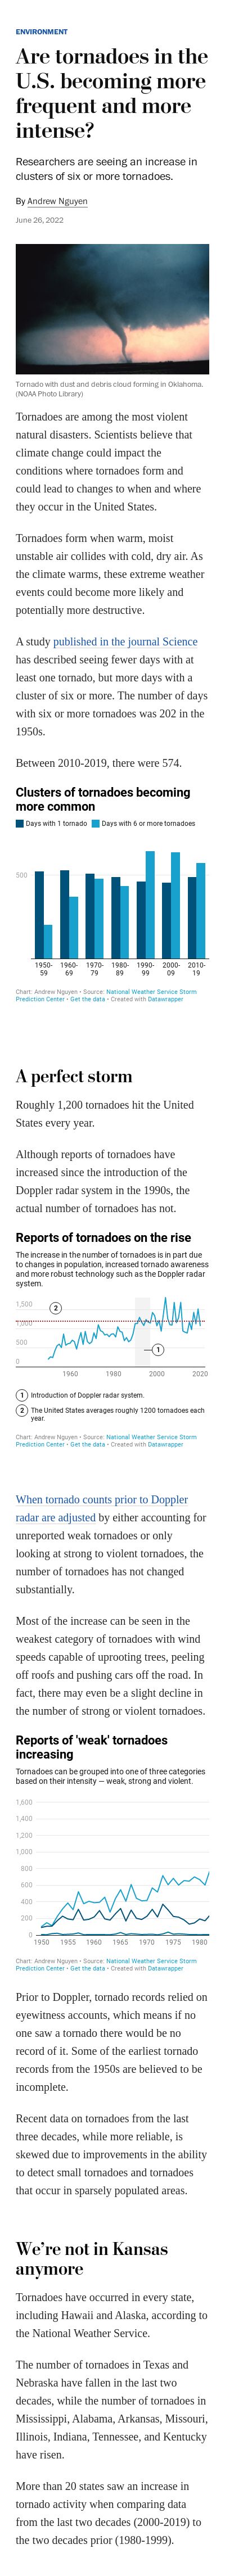 ENVIRONMENT
Are tornadoes in the
U.S. becoming more
frequent and more
intense?
Researchers are seeing an increase in
clusters of six or more tornadoes.
By Andrew Nguyen
June 26, 2022
Tornado with dust and debris cloud forming in Oklahoma.
(NOAA Photo Library)
Tornadoes are among the most violent
natural disasters. Scientists believe that
climate change could impact the
conditions where tornadoes form and
could lead to changes to when and where
they occur in the United States.
Tornadoes form when warm, moist
unstable air collides with cold, dry air. As
the climate warms, these extreme weather
events could become more likely and
potentially more destructive.
A study published in the journal Science
has described seeing fewer days with at
least one tornado, but more days with a
cluster of six or more. The number of days
with six or more tornadoes was 202 in the
1950s.
Between 2010-2019, there were 574.
Clusters of tornadoes becoming
more common
Days with 1 tornado Days with 6 or more tornadoes
500
1950-59 1960-69 1970-79 1980-89 1990-99 2000-09 2010-19
Chart: Andrew Nguyen • Source: National Weather Service Storm
Prediction Center • Get the data • Created with Datawrapper
A perfect storm
Roughly 1,200 tornadoes hit the United
States every year.
Although reports of tornadoes have
increased since the introduction of the
Doppler radar system in the 1990s, the
actual number of tornadoes has not.
Reports of tornadoes on the rise
The increase in the number of tornadoes is in part due
to changes in population, increased tornado awareness
and more robust technology such as the Doppler radar
system.
1,500
2
1,000
500
1
0
1960 1980 2000 2020
1 Introduction of Doppler radar system.
2 The United States averages roughly 1200 tornadoes each
year.
Chart: Andrew Nguyen • Source: National Weather Service Storm
Prediction Center • Get the data • Created with Datawrapper
When tornado counts prior to Doppler
radar are adjusted by either accounting for
unreported weak tornadoes or only
looking at strong to violent tornadoes, the
number of tornadoes has not changed
substantially.
Most of the increase can be seen in the
weakest category of tornadoes with wind
speeds capable of uprooting trees, peeling
off roofs and pushing cars off the road. In
fact, there may even be a slight decline in
the number of strong or violent tornadoes.
Reports of 'weak' tornadoes
increasing
Tornadoes can be grouped into one of three categories
based on their intensity — weak, strong and violent.
1,600
1,400
1,200
1,000
800
600
400
200
0
1950 1955 1960 1965 1970 1975 1980
Chart: Andrew Nguyen • Source: National Weather Service Storm
Prediction Center • Get the data • Created with Datawrapper
Prior to Doppler, tornado records relied on
eyewitness accounts, which means if no
one saw a tornado there would be no
record of it. Some of the earliest tornado
records from the 1950s are believed to be
incomplete.
Recent data on tornadoes from the last
three decades, while more reliable, is
skewed due to improvements in the ability
to detect small tornadoes and tornadoes
that occur in sparsely populated areas.
We're not in Kansas
anymore
Tornadoes have occurred in every state,
including Hawaii and Alaska, according to
the National Weather Service.
The number of tornadoes in Texas and
Nebraska have fallen in the last two
decades, while the number of tornadoes in
Mississippi, Alabama, Arkansas, Missouri,
Illinois, Indiana, Tennessee, and Kentucky
have risen.
More than 20 states saw an increase in
tornado activity when comparing data
from the last two decades (2000-2019) to
the two decades prior (1980-1999).